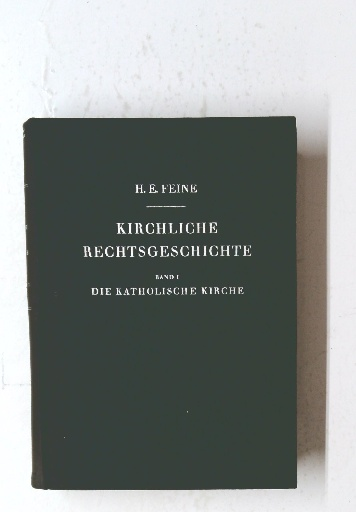 H. E. FEINE
KIRCHLICHE
RECHTSGESCHICHTE
BAND I
DIE KATHOLISCHE KIRCHE